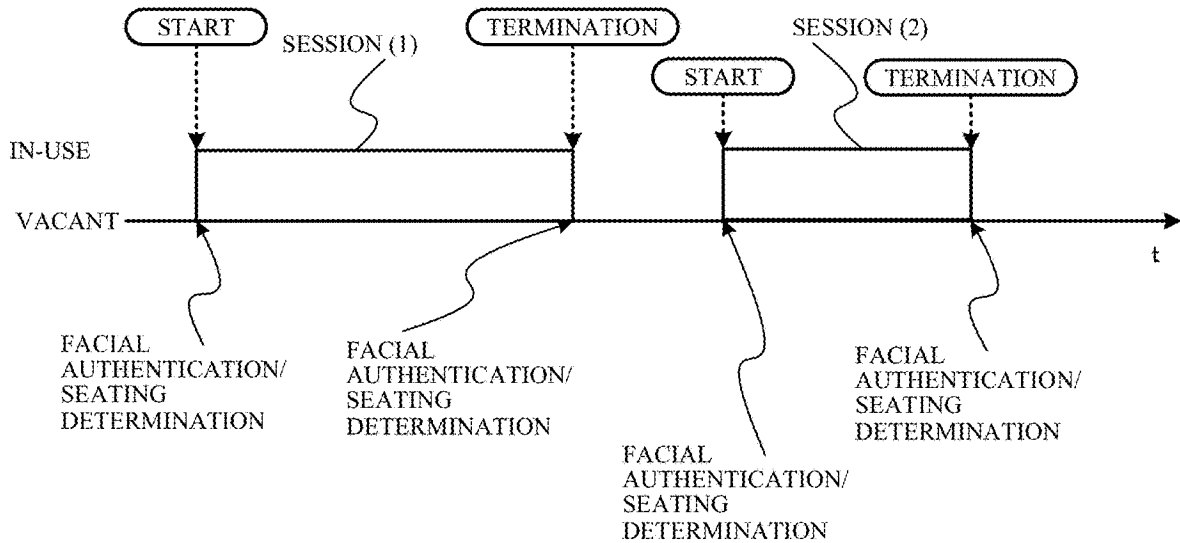 START
SESSION (1)
TERMINATION
SESSION (2)
START
TERMINATION
IN-USE
VACANT
t
FACIAL
AUTHENTICATION/
SEATING
DETERMINATION
FACIAL
AUTHENTICATION/
SEATING
DETERMINATION
FACIAL
AUTHENTICATION/
SEATING
DETERMINATION
FACIAL
AUTHENTICATION/
SEATING
DETERMINATION